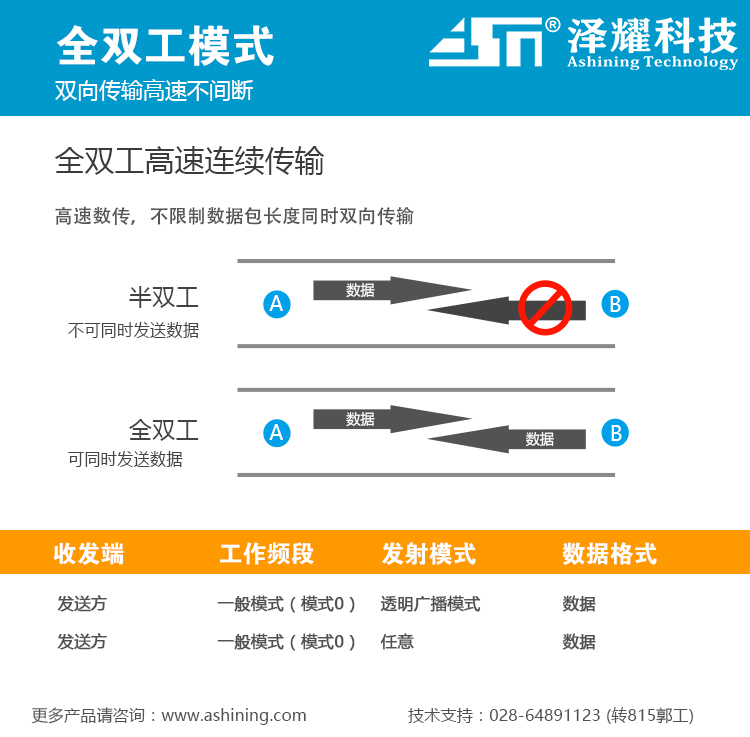 全双工模式
双向传输高速不间断
ASTI® 泽耀科技
Ashining Technology
全双工高速连续传输
高速数传，不限制数据包长度同时双向传输
半双工
不可同时发送数据
A 数据 B
全双工
可同时发送数据
A 数据 数据 B
收发端 工作频段 发射模式 数据格式
发送方 一般模式（模式0） 透明广播模式 数据
发送方 一般模式（模式0） 任意 数据
更多产品请咨询：www.ashining.com 技术支持：028-64891123 (转815郭工)